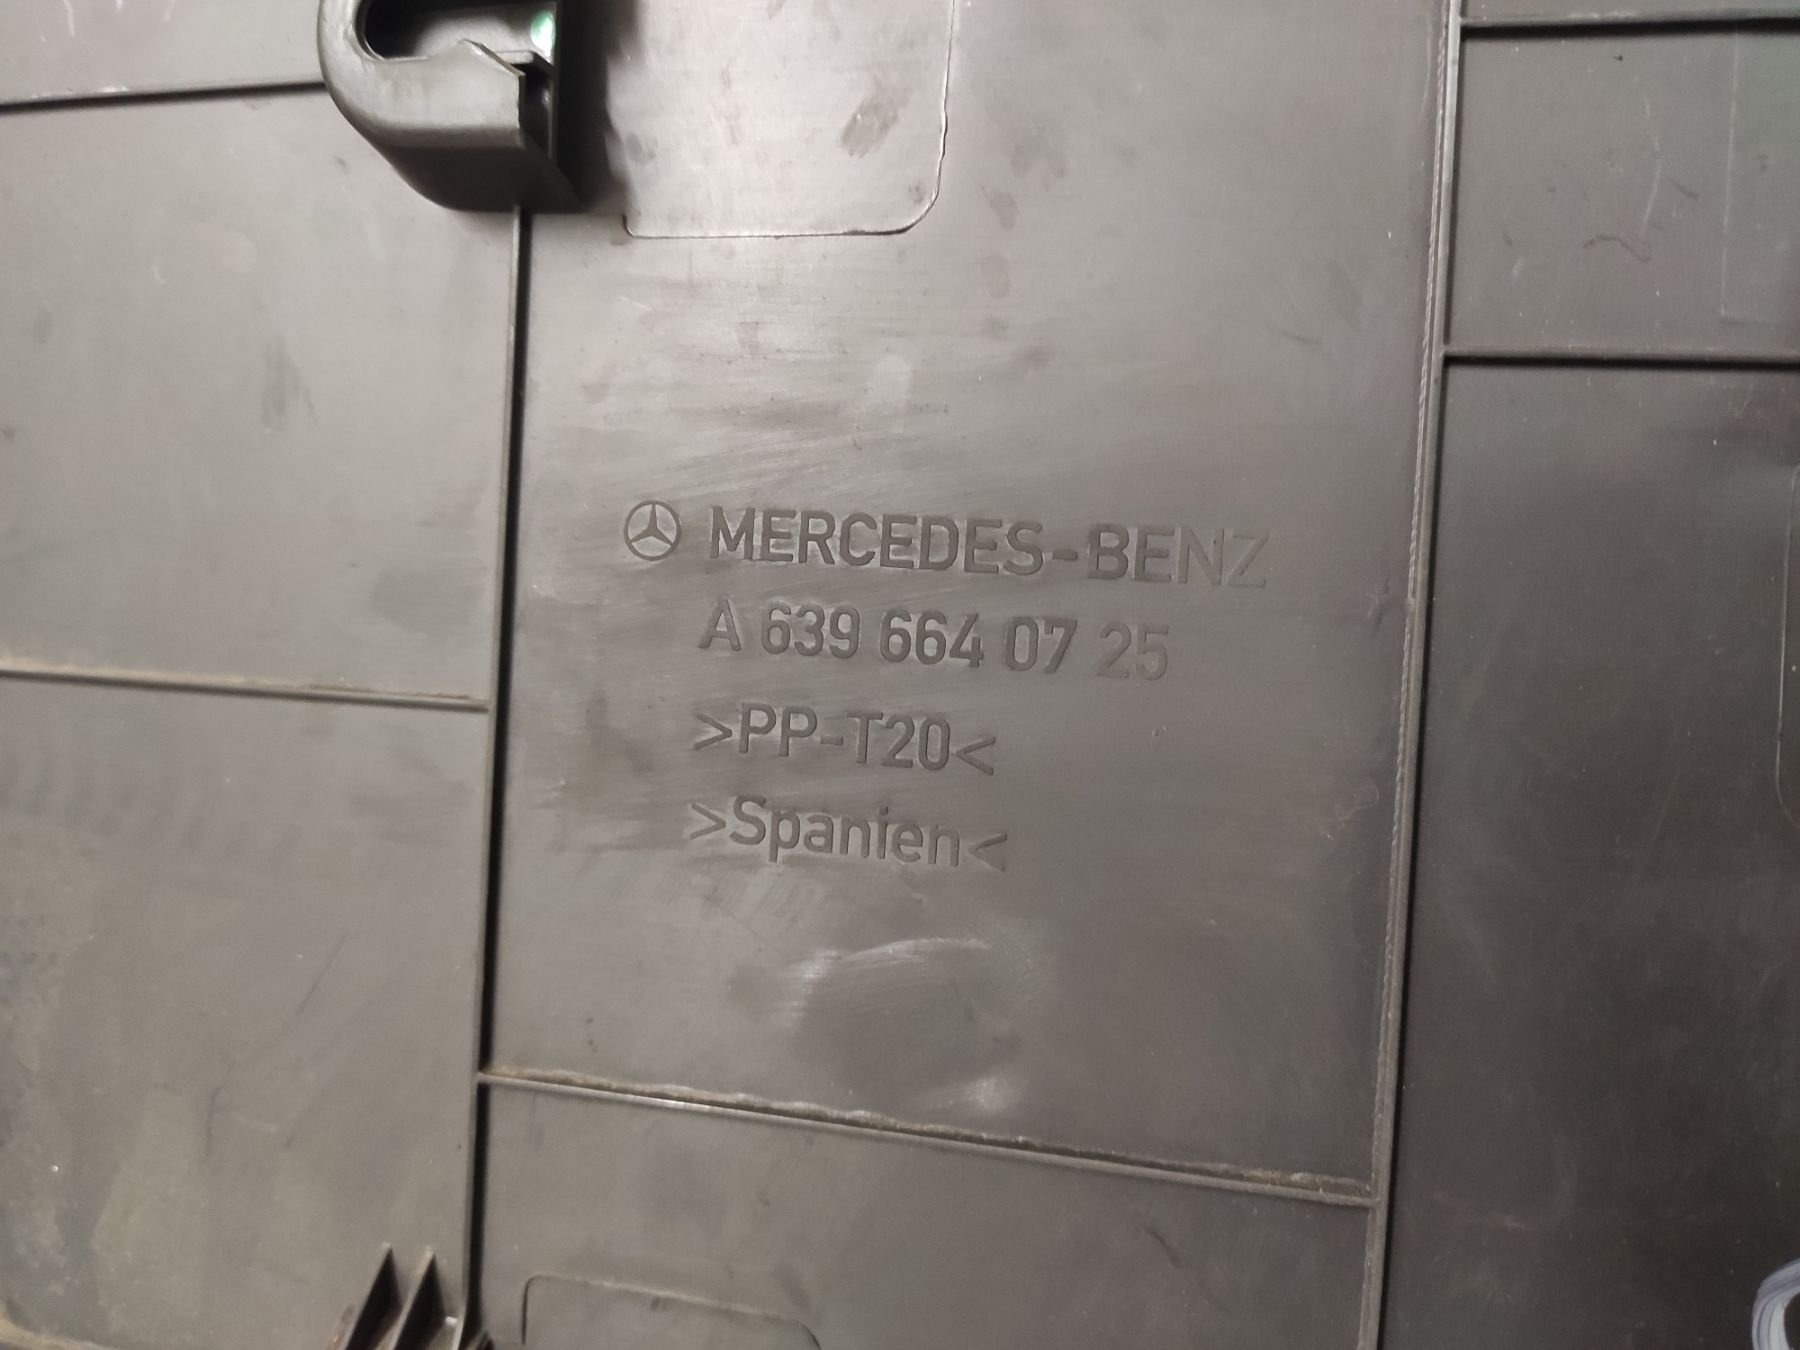 MERCEDES-BENZ
A 639 664 07 25
>PP-T20<
>Spanien<